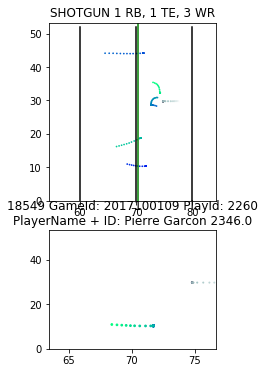 SHOTGUN 1 RB, 1 TE, 3 WR
50
40
30
20
10
0
60 70 80
18549 GameId: 2017100109 PlayId: 2260
PlayerName + ID: Pierre Garcon 2346.0
40
20
0
65 70 75